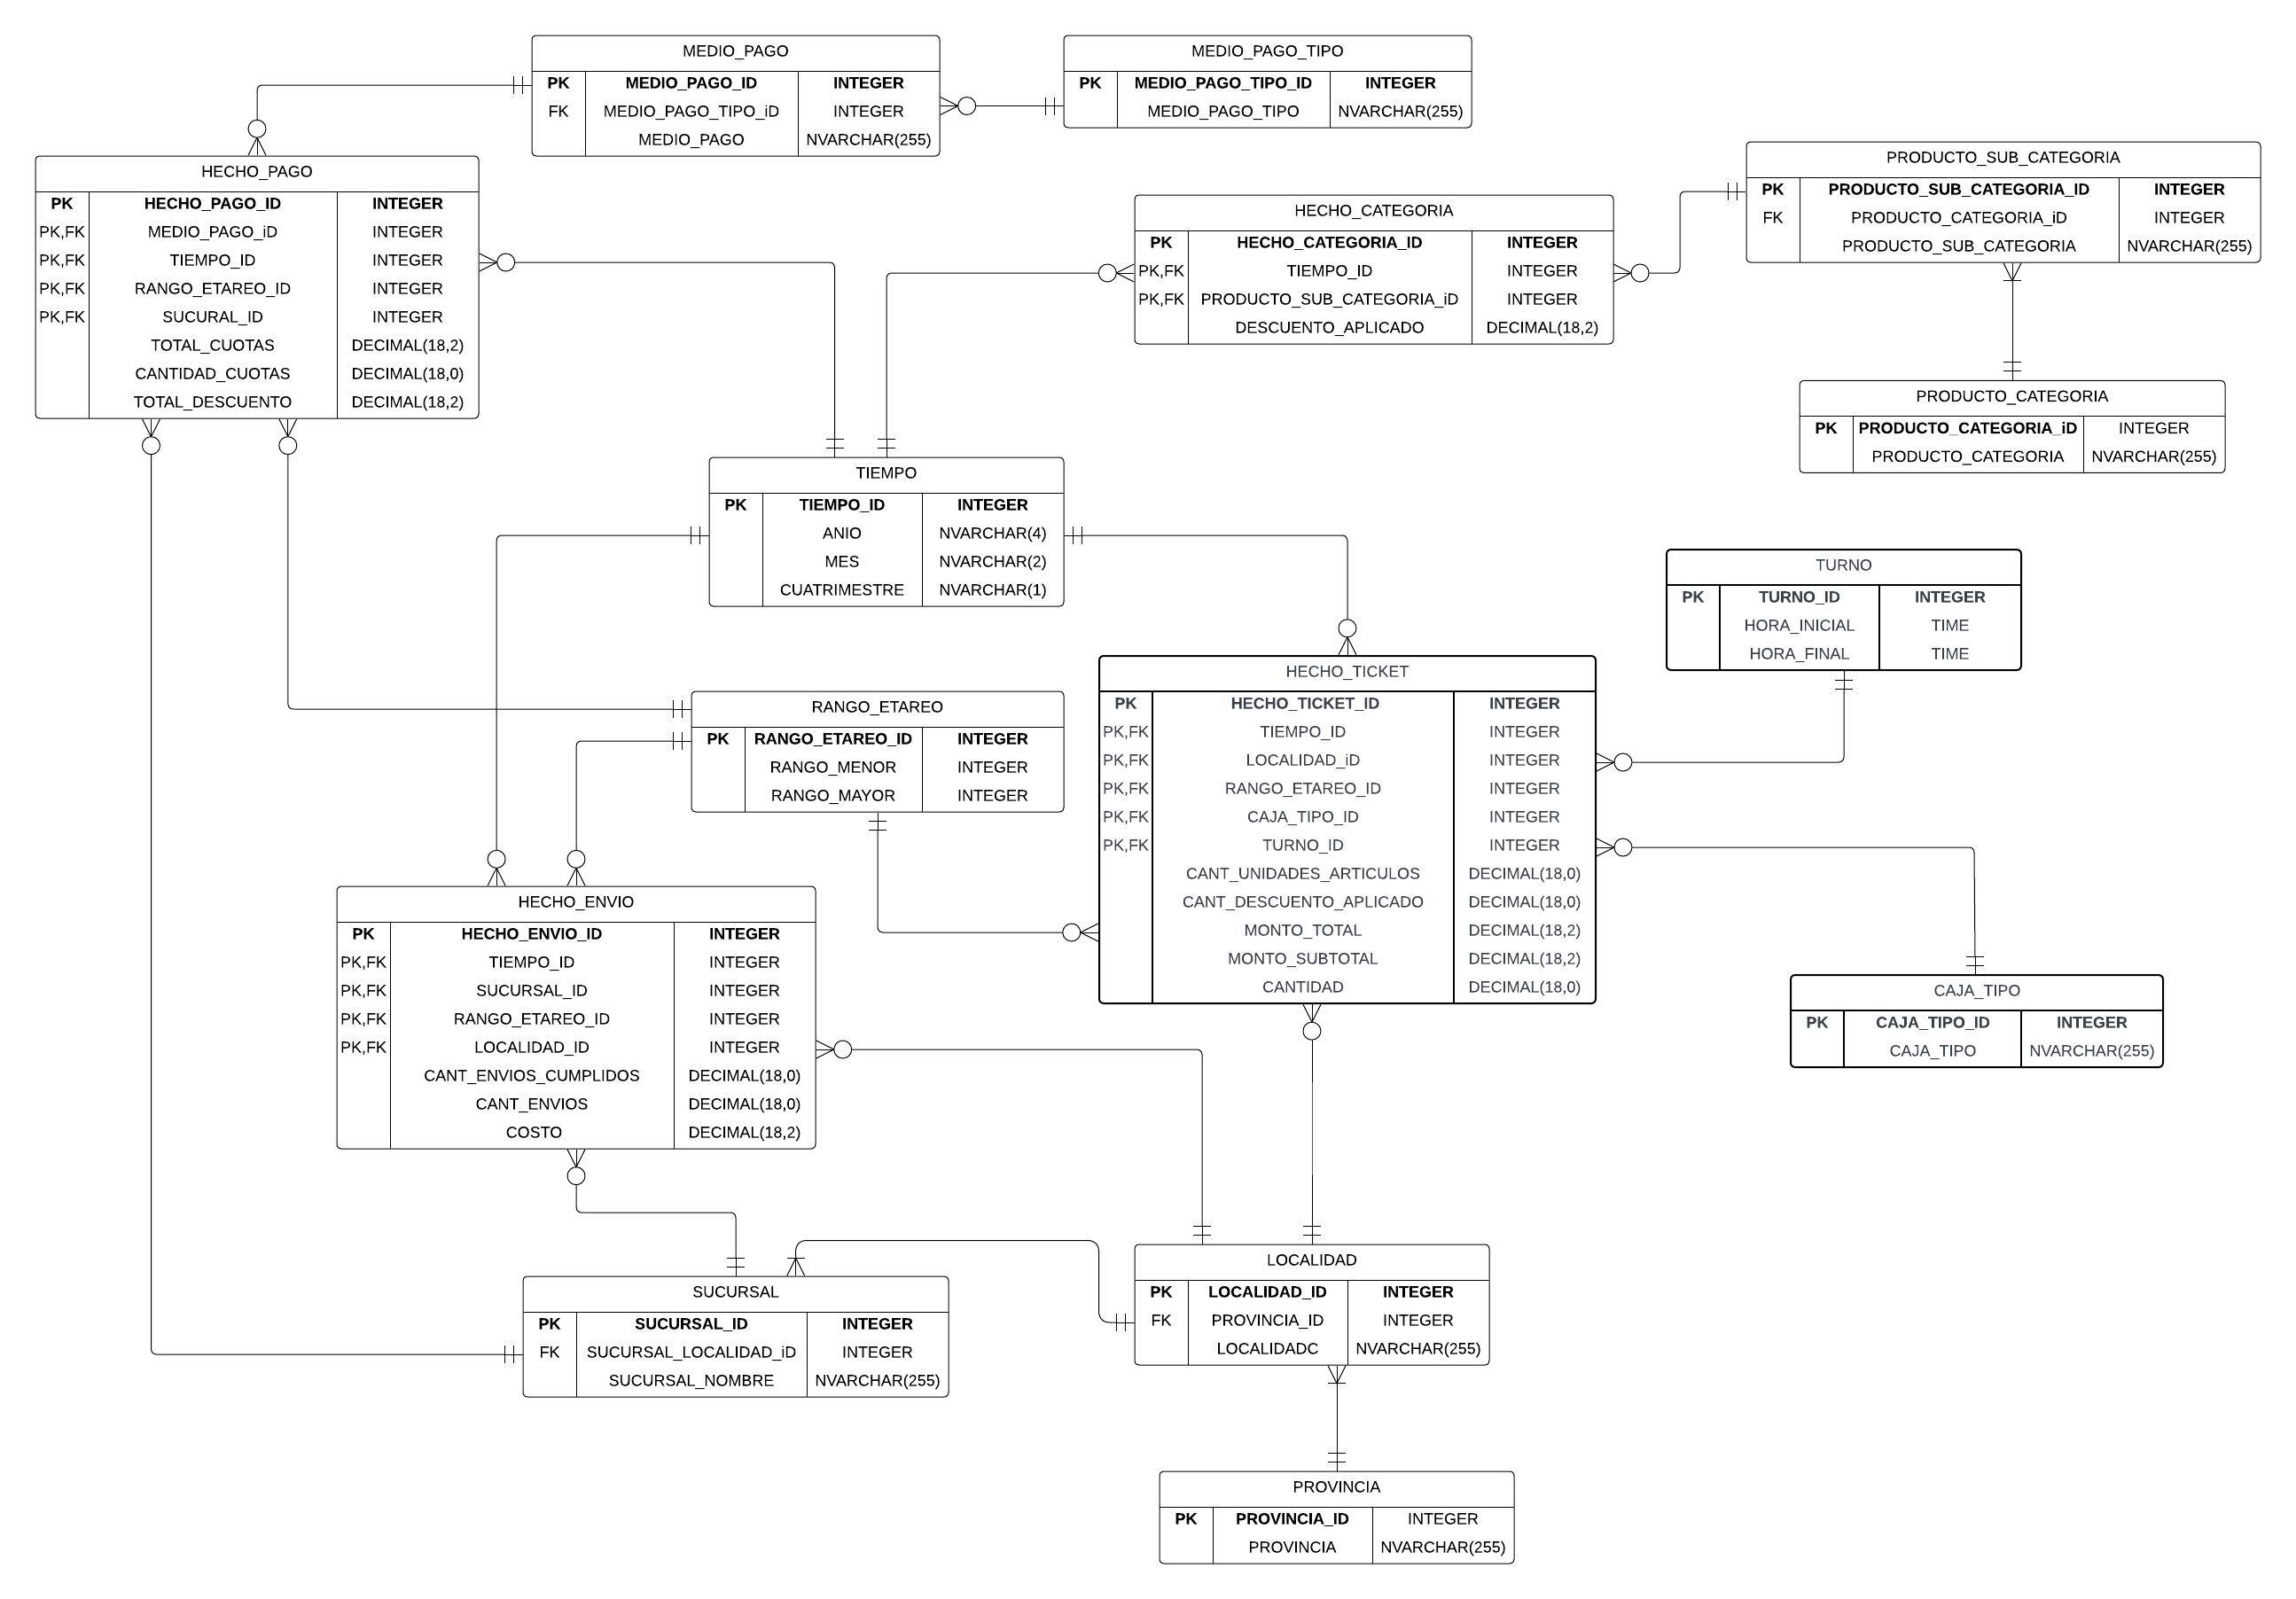 MEDIO_PAGO
PK MEDIO_PAGO_ID INTEGER
FK MEDIO_PAGO_TIPO_iD INTEGER
MEDIO_PAGO NVARCHAR(255)
MEDIO_PAGO_TIPO
PK MEDIO_PAGO_TIPO_ID INTEGER
MEDIO_PAGO_TIPO NVARCHAR(255)
HECHO_PAGO
PK HECHO_PAGO_ID INTEGER
PK,FK MEDIO_PAGO_iD INTEGER
PK,FK TIEMPO_ID INTEGER
PK,FK RANGO_ETAREO_ID INTEGER
PK,FK SUCURAL_ID INTEGER
TOTAL_CUOTAS DECIMAL(18,2)
CANTIDAD_CUOTAS DECIMAL(18,0)
TOTAL_DESCUENTO DECIMAL(18,2)
HECHO_CATEGORIA
PK HECHO_CATEGORIA_ID INTEGER
PK,FK TIEMPO_ID INTEGER
PK,FK PRODUCTO_SUB_CATEGORIA_iD INTEGER
DESCUENTO_APLICADO DECIMAL(18,2)
PRODUCTO_SUB_CATEGORIA
PK PRODUCTO_SUB_CATEGORIA_ID INTEGER
FK PRODUCTO_CATEGORIA_iD INTEGER
PRODUCTO_SUB_CATEGORIA NVARCHAR(255)
PRODUCTO_CATEGORIA
PK PRODUCTO_CATEGORIA_iD INTEGER
PRODUCTO_CATEGORIA NVARCHAR(255)
TIEMPO
PK TIEMPO_ID INTEGER
ANIO NVARCHAR(4)
MES NVARCHAR(2)
CUATRIMESTRE NVARCHAR(1)
TURNO
PK TURNO_ID INTEGER
HORA_INICIAL TIME
HORA_FINAL TIME
RANGO_ETAREO
PK RANGO_ETAREO_ID INTEGER
RANGO_MENOR INTEGER
RANGO_MAYOR INTEGER
HECHO_TICKET
PK HECHO_TICKET_ID INTEGER
PK,FK TIEMPO_ID INTEGER
PK,FK LOCALIDAD_iD INTEGER
PK,FK RANGO_ETAREO_ID INTEGER
PK,FK CAJA_TIPO_ID INTEGER
PK,FK TURNO_ID INTEGER
CANT_UNIDADES_ARTICULOS DECIMAL(18,0)
CANT_DESCUENTO_APLICADO DECIMAL(18,0)
MONTO_TOTAL DECIMAL(18,2)
MONTO_SUBTOTAL DECIMAL(18,2)
CANTIDAD DECIMAL(18,0)
HECHO_ENVIO
PK HECHO_ENVIO_ID INTEGER
PK,FK TIEMPO_ID INTEGER
PK,FK SUCURSAL_ID INTEGER
PK,FK RANGO_ETAREO_ID INTEGER
PK,FK LOCALIDAD_ID INTEGER
CANT_ENVIOS_CUMPLIDOS DECIMAL(18,0)
CANT_ENVIOS DECIMAL(18,0)
COSTO DECIMAL(18,2)
CAJA_TIPO
PK CAJA_TIPO_ID INTEGER
CAJA_TIPO NVARCHAR(255)
SUCURSAL
PK SUCURSAL_ID INTEGER
FK SUCURSAL_LOCALIDAD_iD INTEGER
SUCURSAL_NOMBRE NVARCHAR(255)
LOCALIDAD
PK LOCALIDAD_ID INTEGER
FK PROVINCIA_ID INTEGER
LOCALIDADC NVARCHAR(255)
PROVINCIA
PK PROVINCIA_ID INTEGER
PROVINCIA NVARCHAR(255)